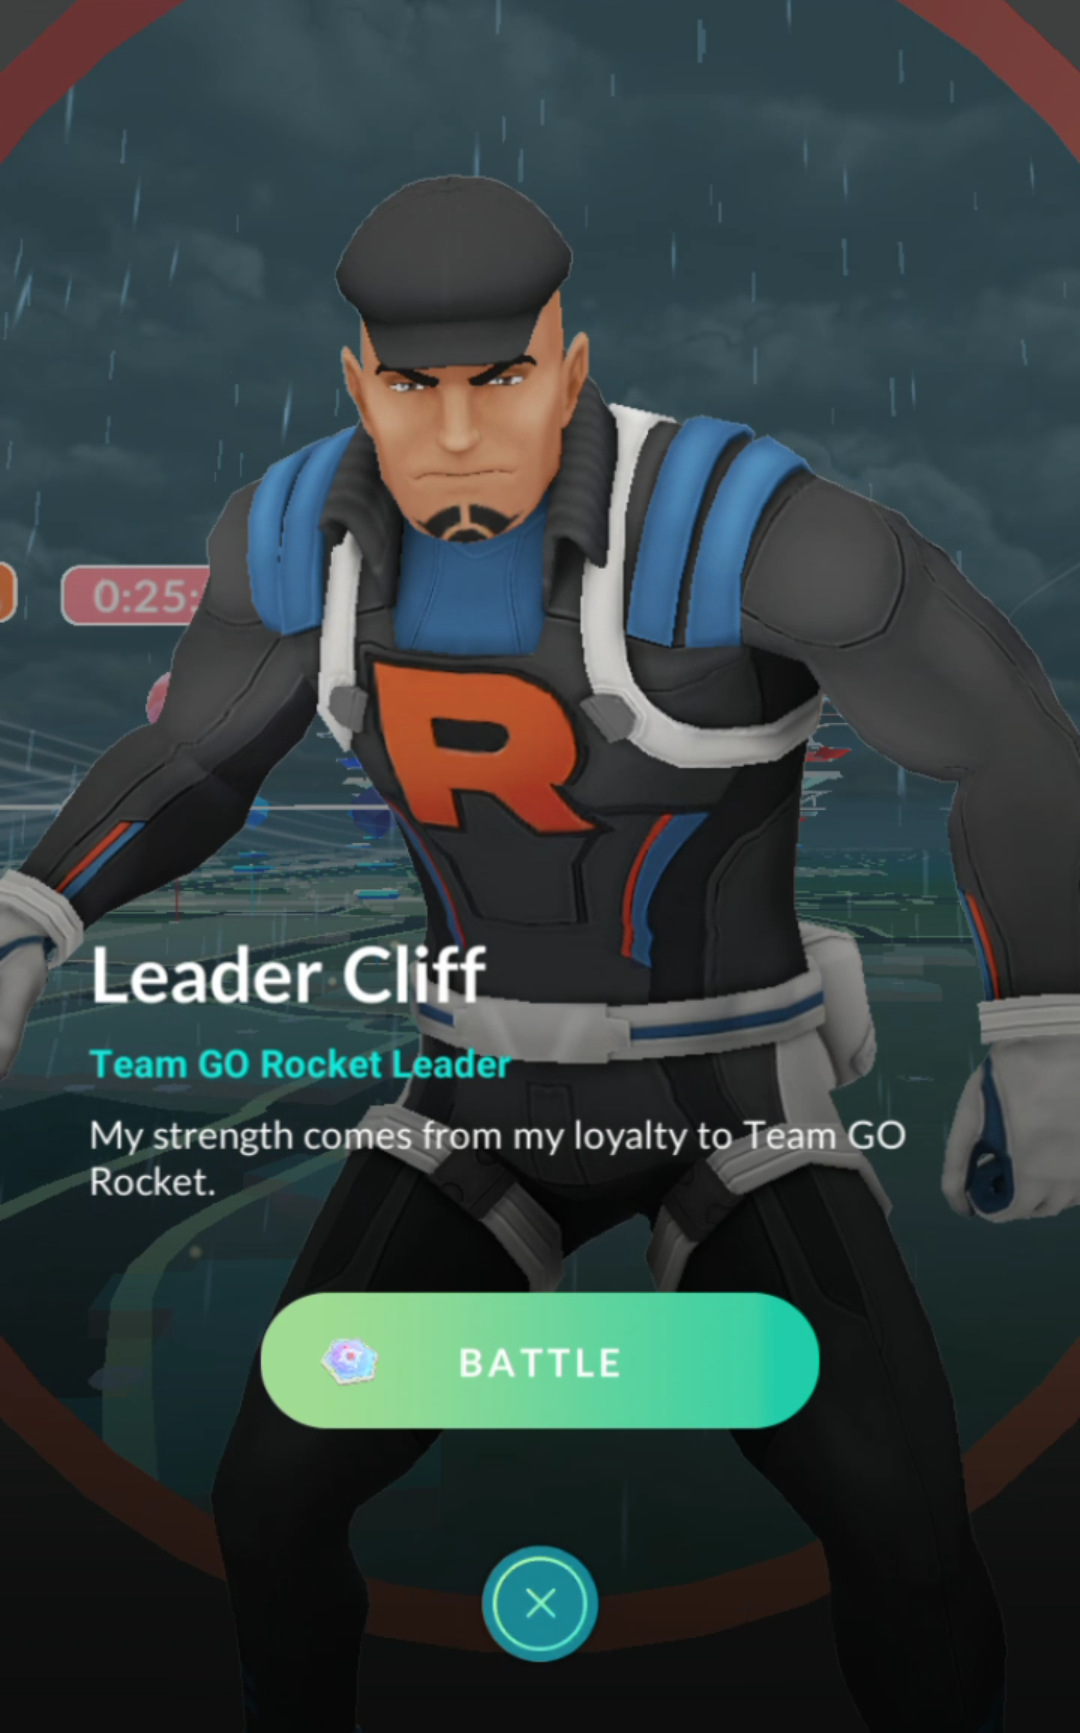 0:25:
R
Leader Cliff
Team GO Rocket Leader
My strength comes from my loyalty to Team GO
Rocket.
BATTLE